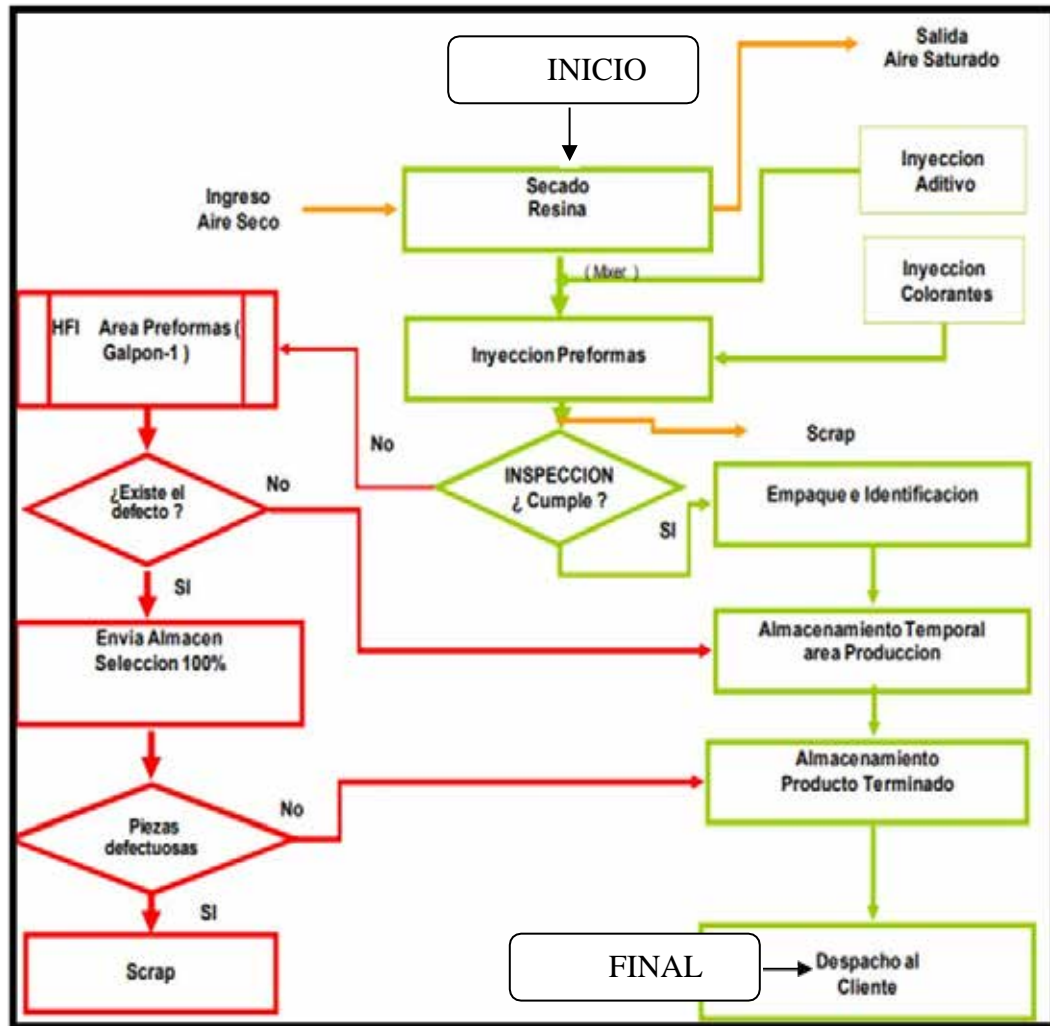 INICIO
Salida
Aire Saturado
Ingreso
Aire Seco
Secado
Resina
Inyeccion
Aditivo
( Mxer )
Inyeccion
Colorantes
HFI Area Preformas (
Galpon-1 )
Inyeccion Preformas
No
Scrap
INSPECCION
¿ Cumple ?
SI
Empaque e Identificacion
¿Existe el
defecto ?
No
SI
Envia Almacen
Seleccion 100%
Almacenamiento Temporal
area Produccion
Almacenamiento
Producto Terminado
Piezas
defectuosas
No
SI
Scrap
FINAL
Despacho al
Cliente